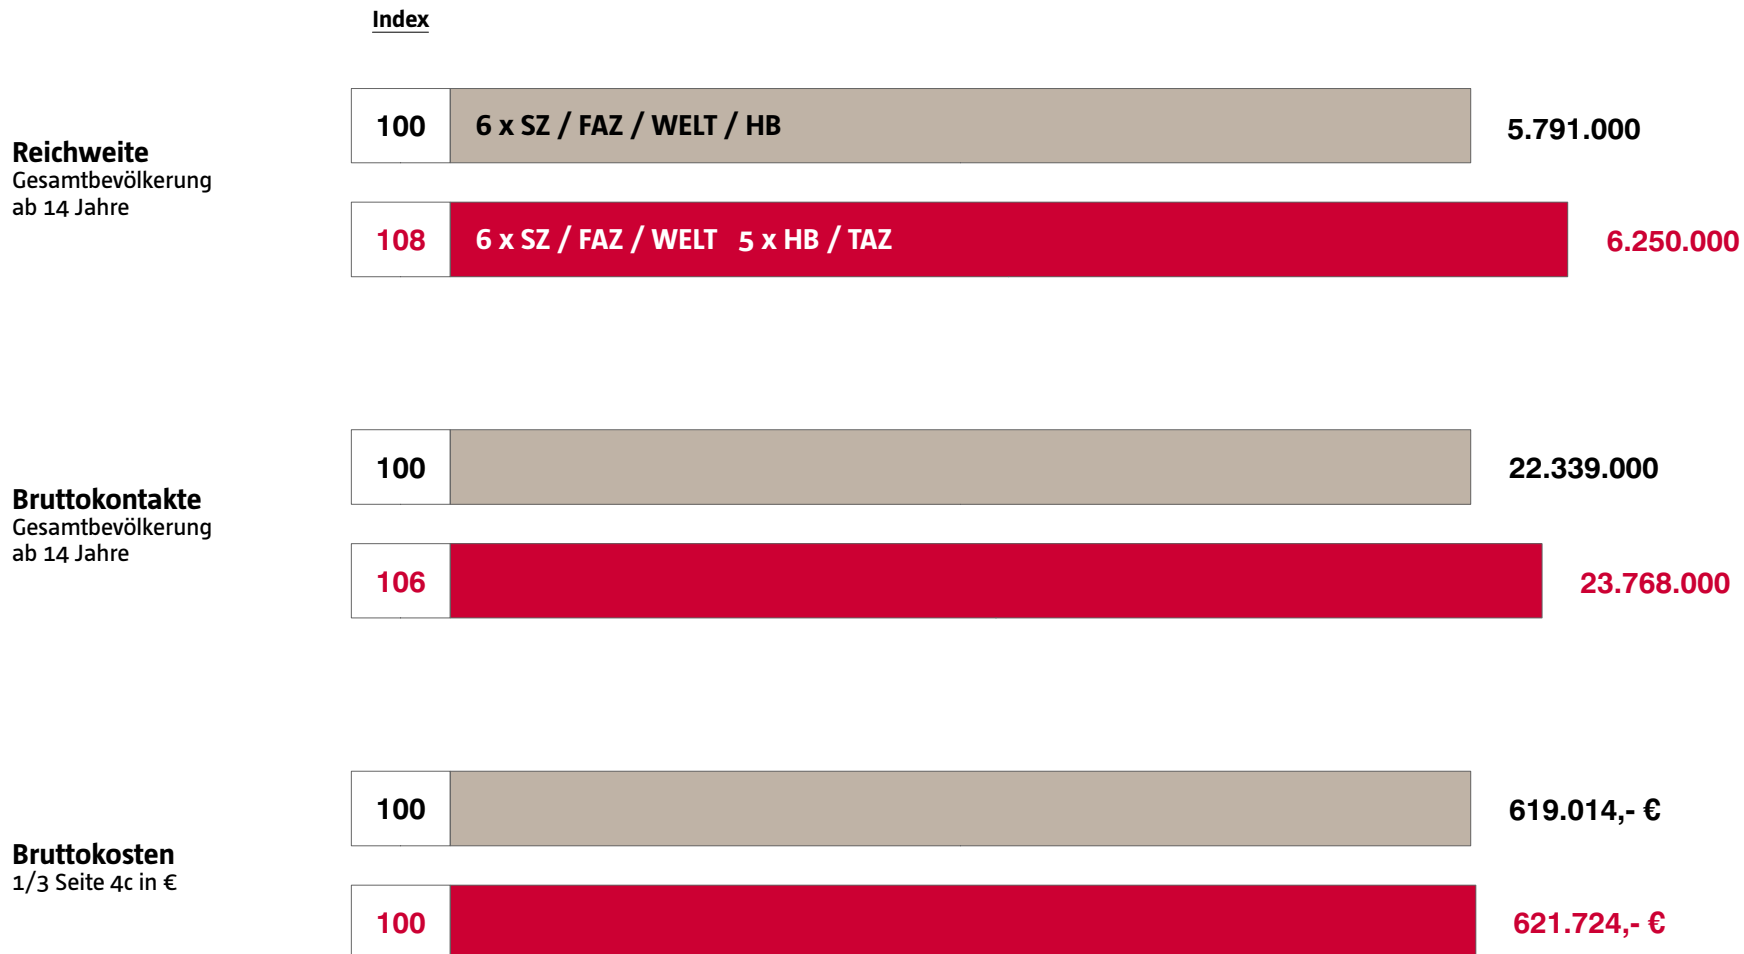 Index
Reichweite
Gesamtbevölkerung
ab 14 Jahre
100 6 x SZ / FAZ / WELT / HB 5.791.000
108 6 x SZ / FAZ / WELT 5 x HB / TAZ 6.250.000
Bruttokontakte
Gesamtbevölkerung
ab 14 Jahre
100 22.339.000
106 23.768.000
Bruttokosten
1/3 Seite 4c in €
100 619.014,- €
100 621.724,- €